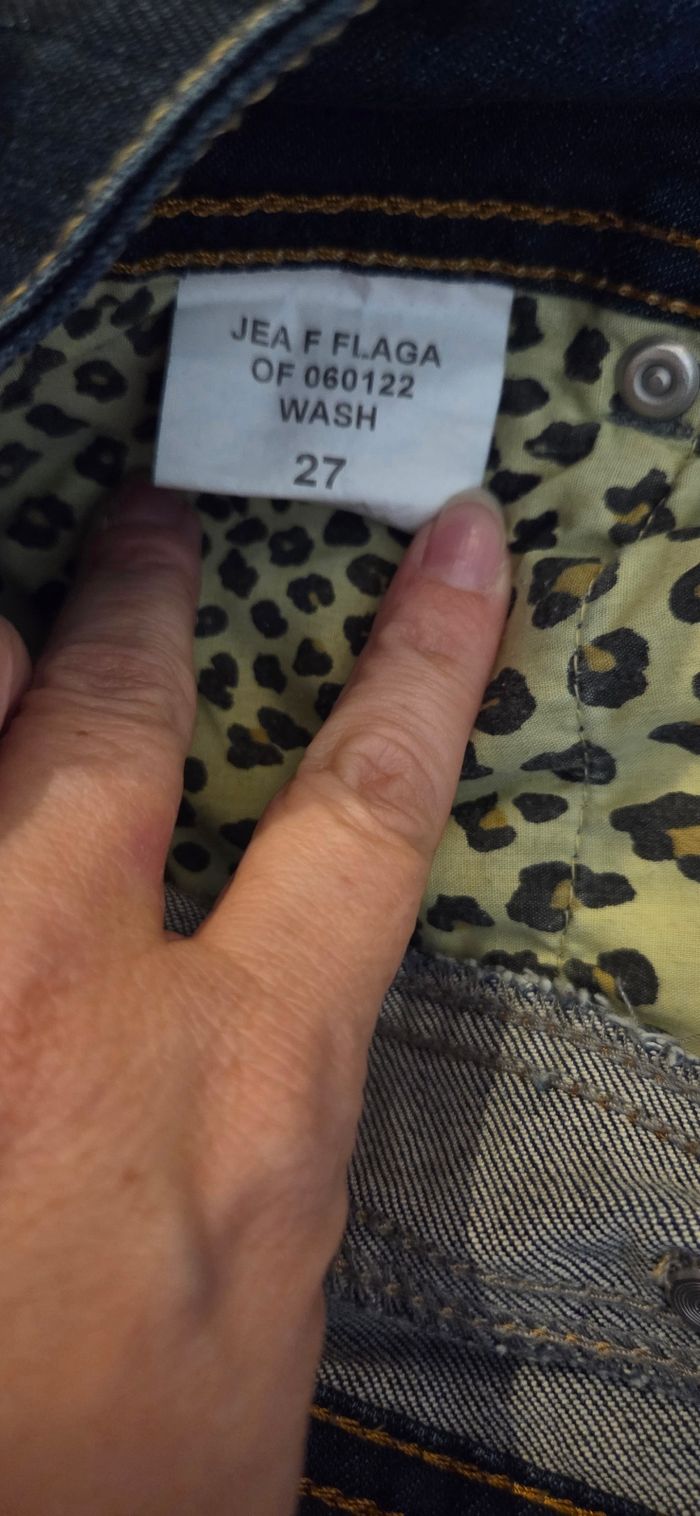 JEA F FLAGA
OF 060122
WASH
27